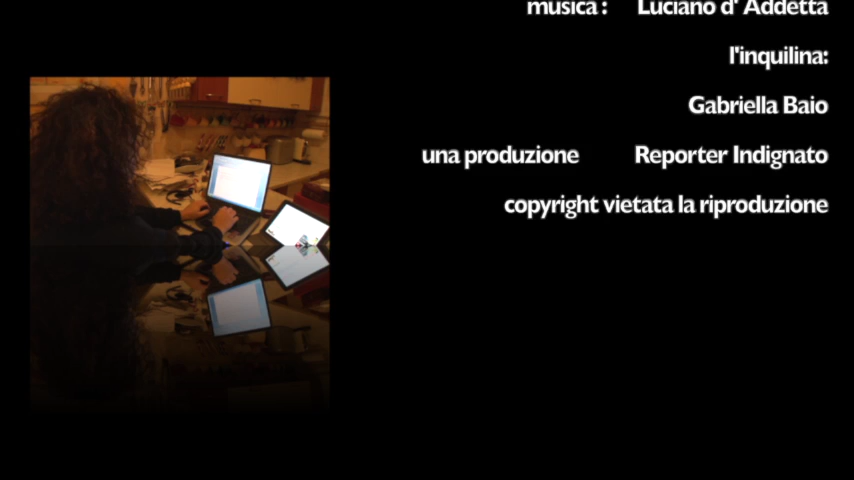 musica : Luciano d' Addetta
l'inquilina:
Gabriella Baio
una produzione Reporter Indignato
copyright vietata la riproduzione